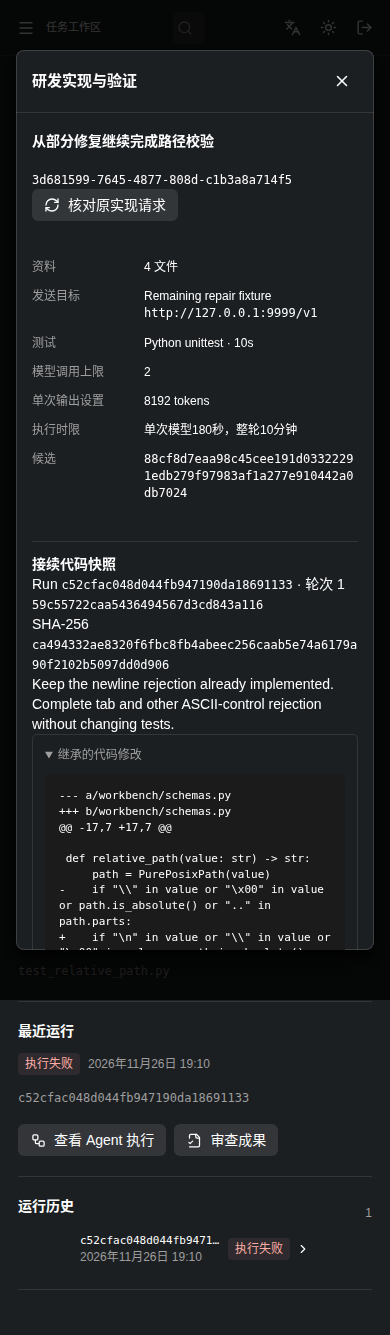 任务工作区
研发实现与验证
从部分修复继续完成路径校验
3d681599-7645-4877-808d-c1b3a8a714f5
核对原实现请求
资料 4 文件
发送目标 Remaining repair fixture
http://127.0.0.1:9999/v1
测试 Python unittest · 10s
模型调用上限 2
单次输出设置 8192 tokens
执行时限 单次模型180秒，整轮10分钟
候选 88cf8d7eaa98c45cee191d0332229
1edb279f97983af1a277e910442a0
db7024
接续代码快照
Run c52cfac048d044fb947190da18691133 · 轮次 1
59c55722caa5436494567d3cd843a116
SHA-256
ca494332ae8320f6fbc8fb4abeec256caab5e74a6179a
90f2102b5097dd0d906
Keep the newline rejection already implemented.
Complete tab and other ASCII-control rejection
without changing tests.
▼ 继承的代码修改
--- a/workbench/schemas.py
+++ b/workbench/schemas.py
@@ -17,7 +17,7 @@
def relative_path(value: str) -> str:
path = PurePosixPath(value)
- if "\\" in value or "\x00" in value
or path.is_absolute() or ".." in
path.parts:
+ if "\n" in value or "\\" in value or
test_relative_path.py
最近运行
执行失败 2026年11月26日 19:10
c52cfac048d044fb947190da18691133
查看 Agent 执行 审查成果
运行历史 1
c52cfac048d044fb9471… 执行失败
2026年11月26日 19:10